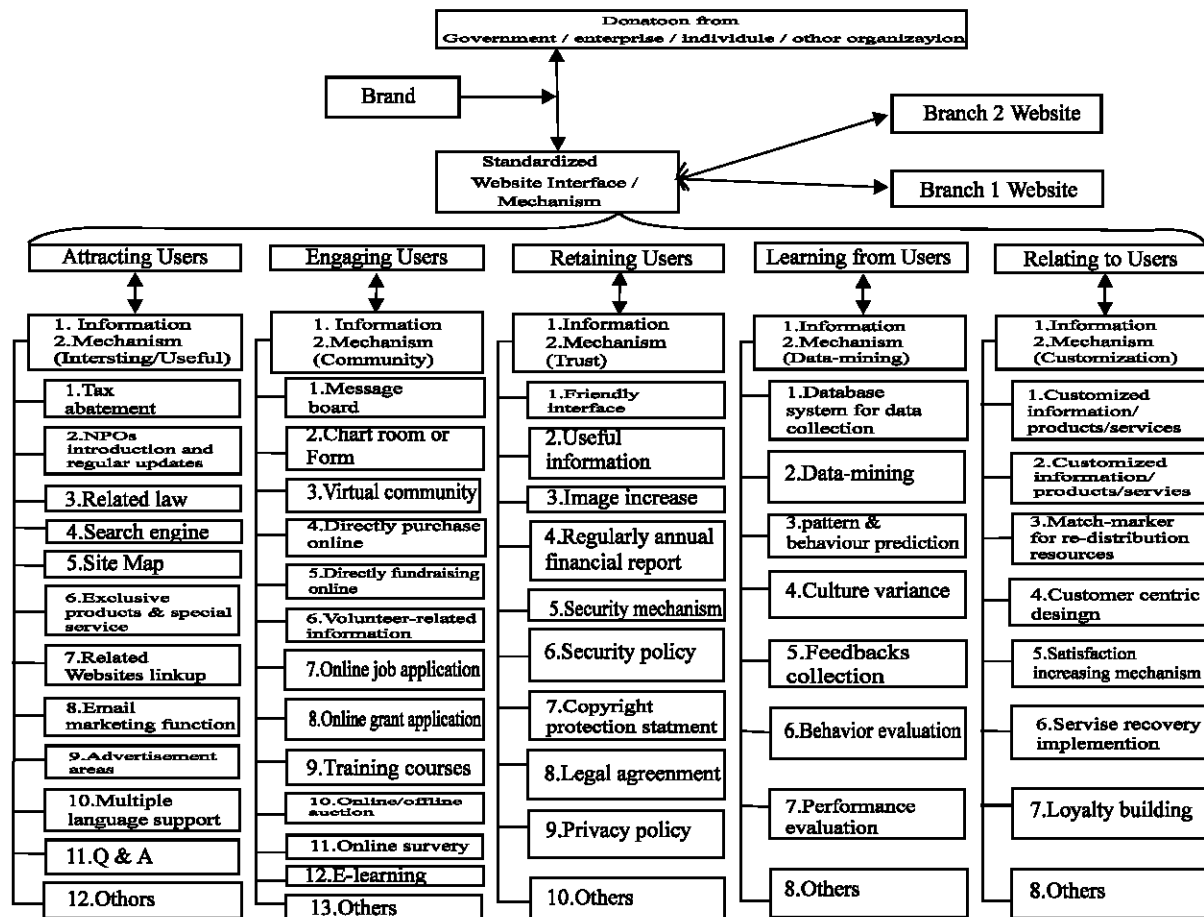 Donatoon from
Government / enterprise / individule / other organizayion
Brand
Branch 2 Website
Standardized
Website Interface /
Mechanism
Branch 1 Website
Attracting Users
1. Information
2.Mechanism
(Intersting/Useful)
1.Tax
abatement
2.NPOs
introduction and
regular updates
3.Related law
4.Search engine
5.Site Map
6.Exclusive
products & special
service
7.Related
Websites linkup
8.Email
marketing function
9.Advertisement
areas
10.Multiple
language support
11.Q & A
12.Othors
Engaging Users
1. Information
2.Mechanism
(Community)
1.Message
board
2.Chart room or
Form
3.Virtual community
4.Directly purchase
online
5.Directly fundraising
online
6.Volunteer-related
information
7.Online job application
8.Online grant application
9.Training courses
10.Online/offline
auction
11.Online survery
12.E-learning
13.Others
Retaining Users
1.Information
2.Mechanism
(Trust)
1.Friendly
interface
2.Useful
information
3.Image increase
4.Regularly annual
financial report
5.Security mechanism
6.Security policy
7.Copyright
protection statment
8.Legal agreenment
9.Privacy policy
10.Others
Learning from Users
1.Information
2.Mechanism
(Data-mining)
1.Database
system for data
collection
2.Data-mining
3.pattern &
behaviour prediction
4.Culture variance
5.Feedbacks
collection
6.Behavior evaluation
7.Performance
evaluation
8.Others
Relating to Users
1.Information
2.Mechanism
(Customization)
1.Customized
information/
products/services
2.Customized
information/
products/servies
3.Match-marker
for re-distribution
resources
4.Customer centric
desingn
5.Satisfaction
increasing mechanism
6.Servise recovery
implemention
7.Loyalty building
8.Others